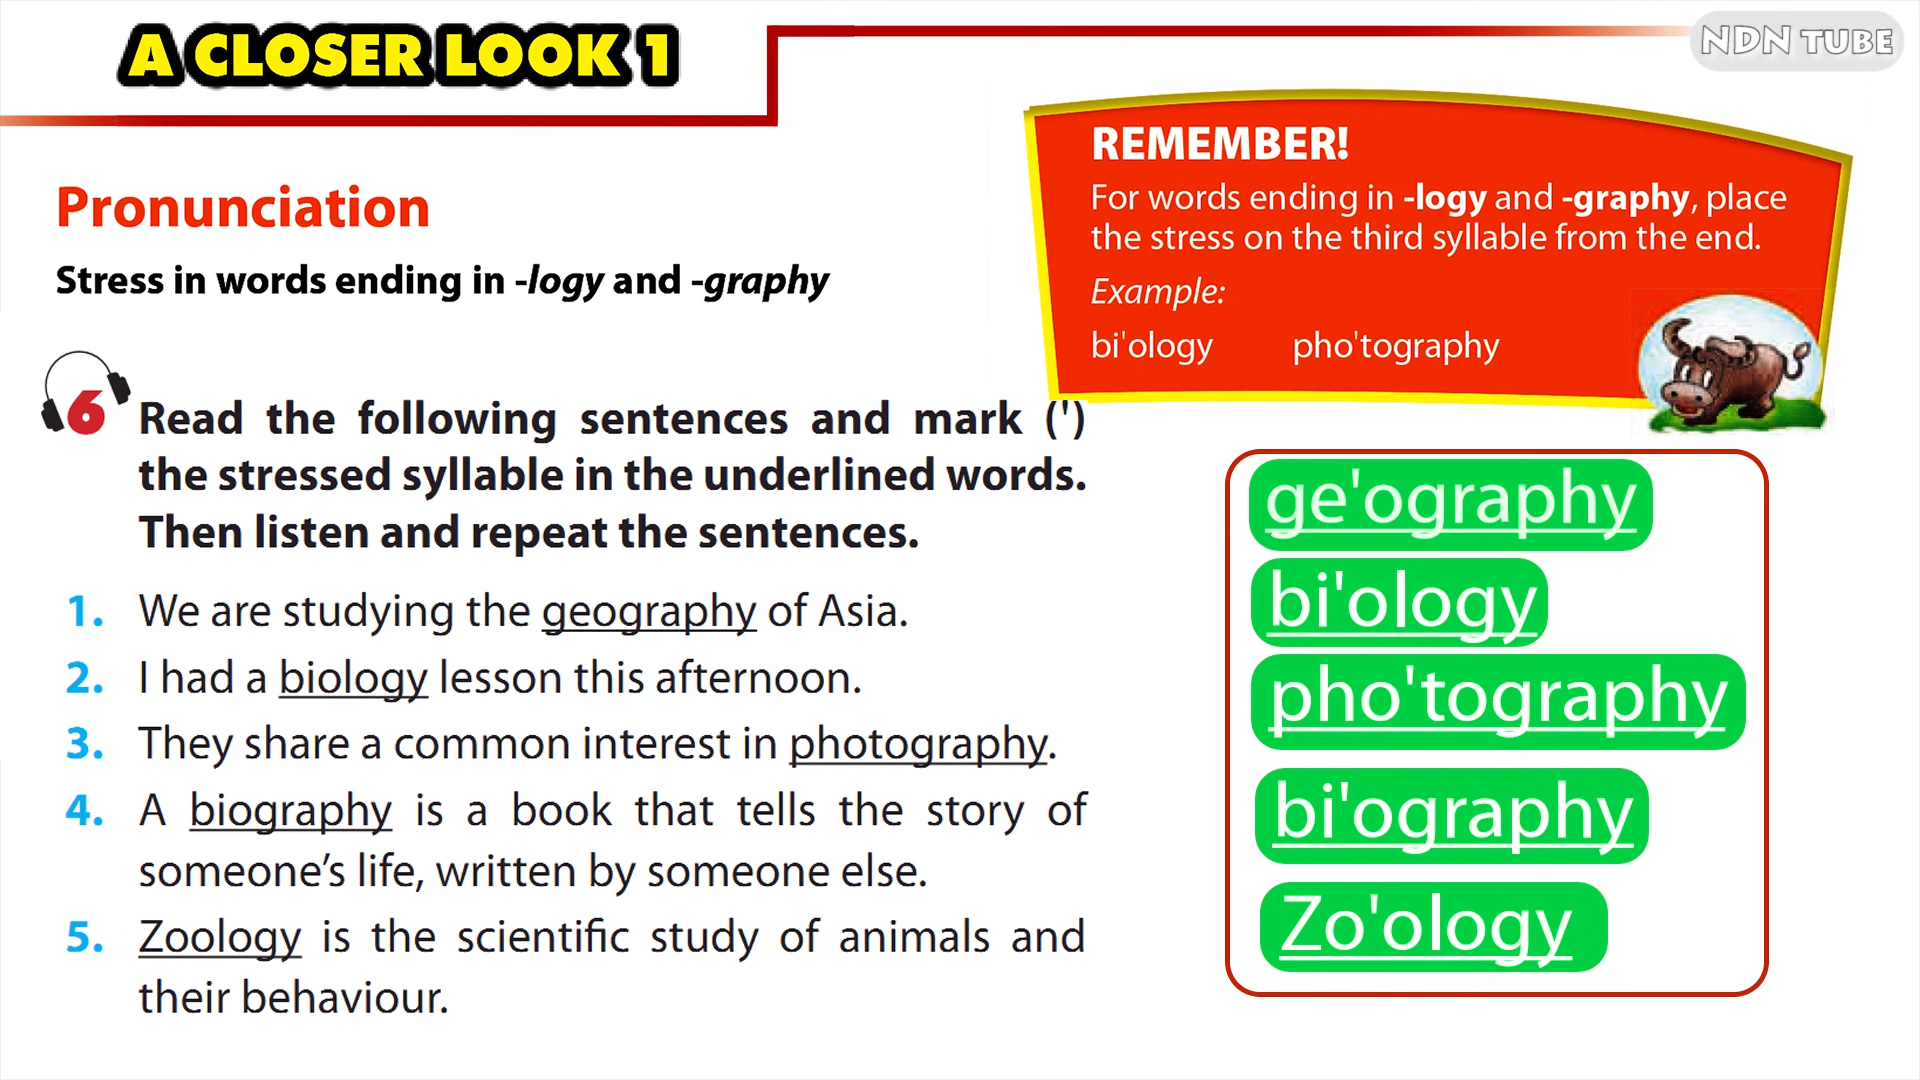 A CLOSER LOOK 1
NDN TUBE
REMEMBER!
For words ending in -logy and -graphy, place
the stress on the third syllable from the end.
Example:
bi'ology pho'tography
Pronunciation
Stress in words ending in -logy and -graphy
6 Read the following sentences and mark (')
the stressed syllable in the underlined words.
Then listen and repeat the sentences.
1. We are studying the geography of Asia.
2. I had a biology lesson this afternoon.
3. They share a common interest in photography.
4. A biography is a book that tells the story of
someone’s life, written by someone else.
5. Zoology is the scientific study of animals and
their behaviour.
ge'ography
bi'ology
pho'tography
bi'ography
Zo'ology